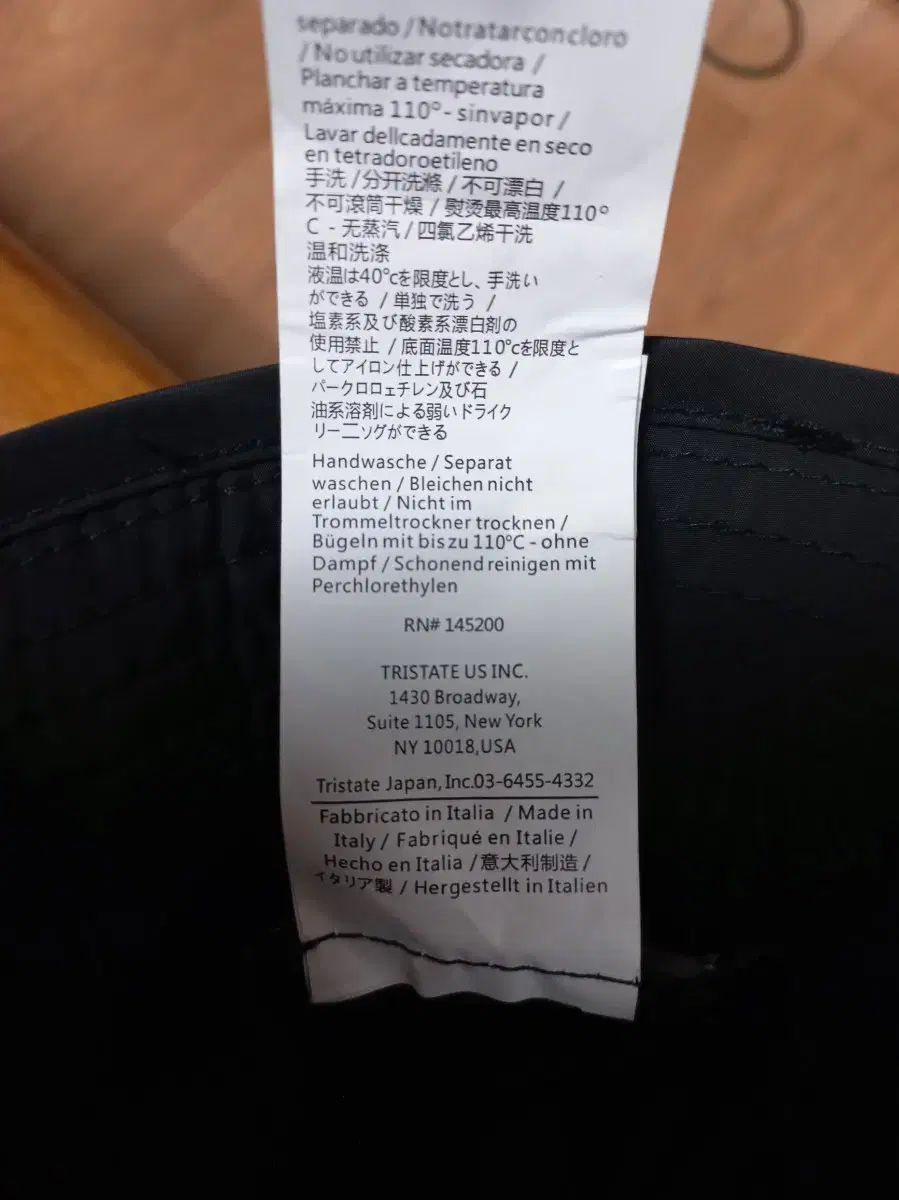 separado / Notratarconcloro
/ No utilizar secadora /
Planchar a temperatura
máxima 110° - sinvapor /
Lavar dellcadamente en seco
en tetradoroetileno
手洗 / 分开洗滌 / 不可漂白 /
不可滾筒干燥 / 熨烫最高温度110°
C - 无蒸汽 / 四氯乙烯干洗
温和洗涤
液温は40℃を限度とし、手洗い
ができる / 単独で洗う /
塩素系及び酸素系漂白剤の
使用禁止 / 底面温度110℃を限度と
してアイロン仕上げができる /
パークロロェチレン及び石
油系溶剤による弱いドライク
リー二ソグができる
Handwasche / Separat
waschen / Bleichen nicht
erlaubt / Nicht im
Trommeltrockner trocknen /
Bügeln mit bis zu 110°C - ohne
Dampf / Schonend reinigen mit
Perchlorethylen
RN# 145200
TRISTATE US INC.
1430 Broadway,
Suite 1105, New York
NY 10018,USA
Tristate Japan, Inc.03-6455-4332
Fabbricato in Italia / Made in
Italy / Fabriqué en Italie /
Hecho en Italia / 意大利制造 /
イタリア製 / Hergestellt in Italien